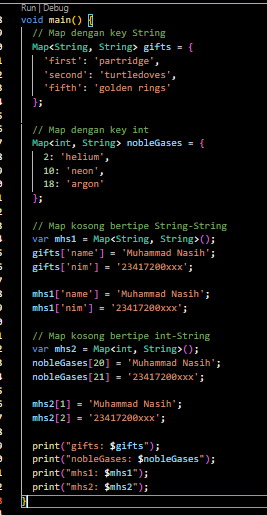 Run | Debug
void main() {
// Map dengan key String
Map<String, String> gifts = {
'first': 'partridge',
'second': 'turtledoves',
'fifth': 'golden rings'
};
// Map dengan key int
Map<int, String> nobleGases = {
2: 'helium',
10: 'neon',
18: 'argon'
};
// Map kosong bertipe String-String
var mhs1 = Map<String, String>();
gifts['name'] = 'Muhammad Nasih';
gifts['nim'] = '23417200xxx';
mhs1['name'] = 'Muhammad Nasih';
mhs1['nim'] = '23417200xxx';
// Map kosong bertipe int-String
var mhs2 = Map<int, String>();
nobleGases[20] = 'Muhammad Nasih';
nobleGases[21] = '23417200xxx';
mhs2[1] = 'Muhammad Nasih';
mhs2[2] = '23417200xxx';
print("gifts: $gifts");
print("nobleGases: $nobleGases");
print("mhs1: $mhs1");
print("mhs2: $mhs2");
}